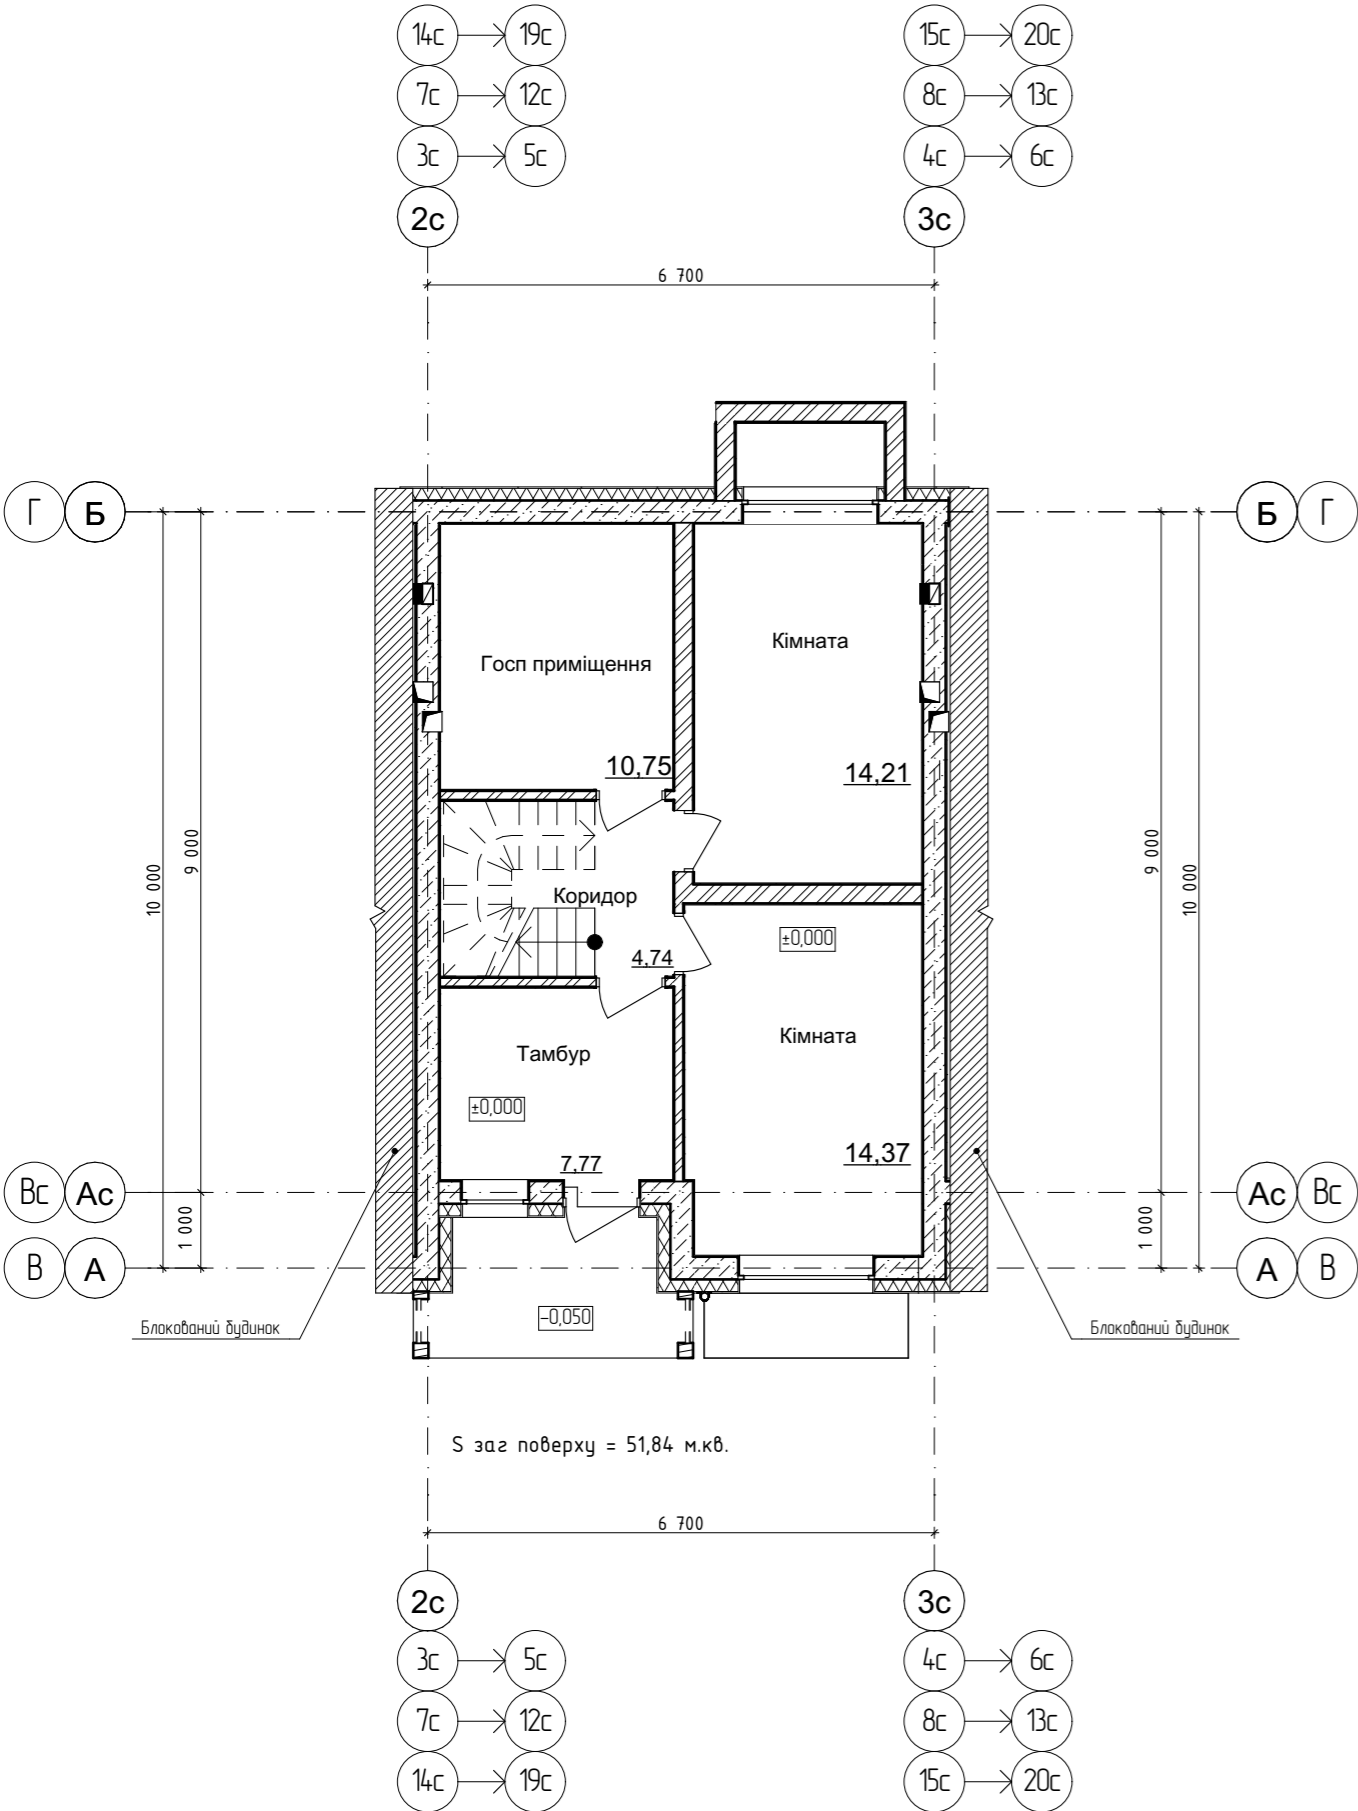 14с 19с 15с 20с
7с 12с 8с 13с
3с 5с 4с 6с
2с 3с
6 700
Г Б Б Г
Кімната
Госп приміщення
10,75
14,21
10 000
9 000
9 000
10 000
Коридор
±0,000
4,74
Кімната
Тамбур
±0,000
7,77
14,37
Вс Ас Ас Вс
1 000
1 000
В А А В
-0,050
Блокований будинок
Блокований будинок
S заг поверху = 51,84 м.кв.
6 700
2с 3с
3с 5с 4с 6с
7с 12с 8с 13с
14с 19с 15с 20с